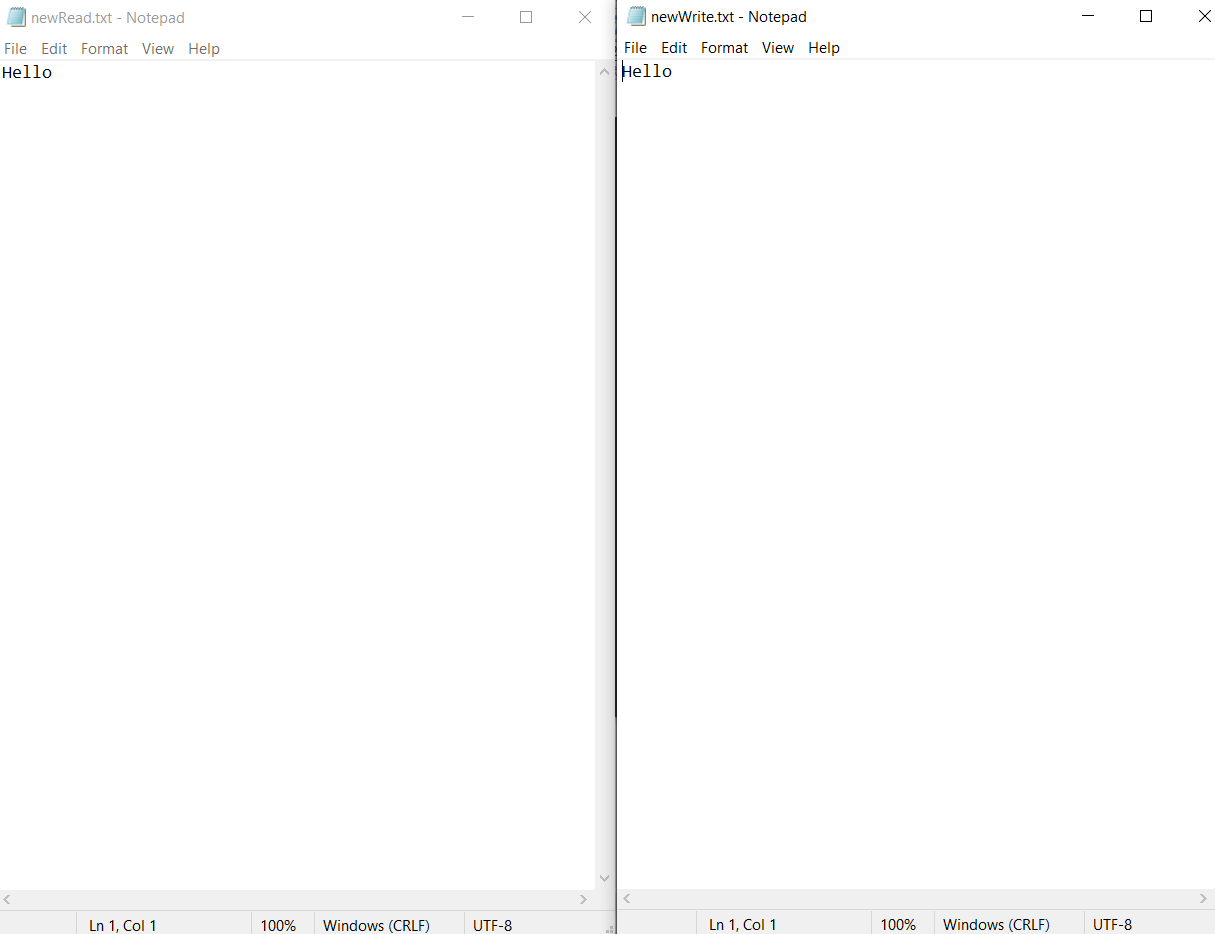 newRead.txt - Notepad
File Edit Format View Help
Hello
Ln 1, Col 1 100% Windows (CRLF) UTF-8
newWrite.txt - Notepad
File Edit Format View Help
Hello
Ln 1, Col 1 100% Windows (CRLF) UTF-8